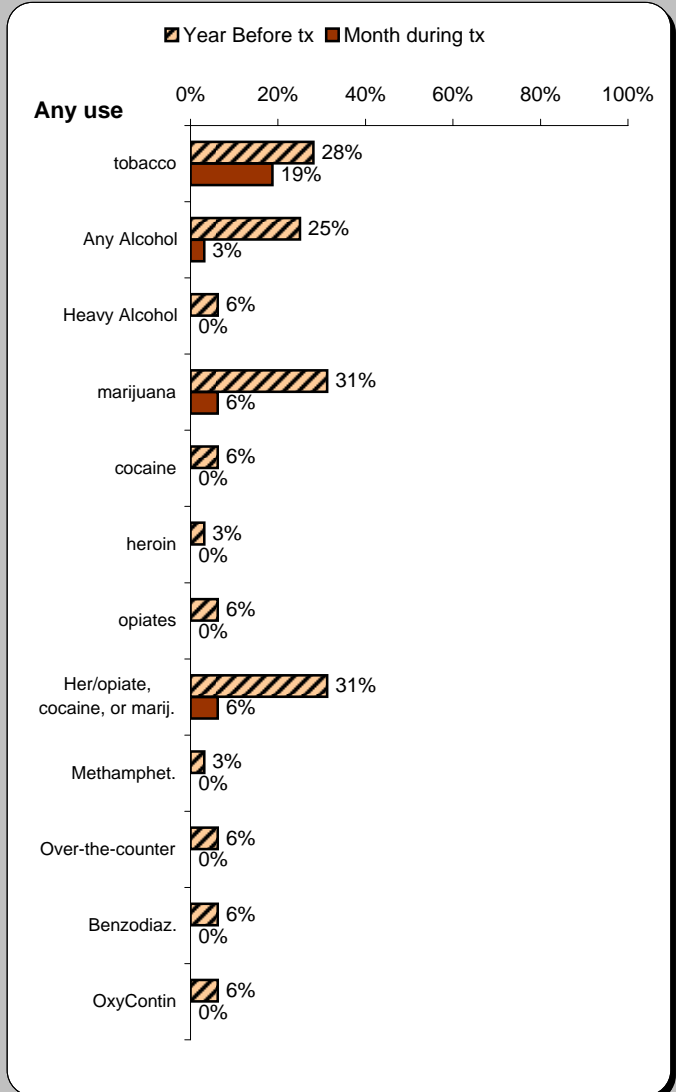 Year Before tx Month during tx
0% 20% 40% 60% 80% 100%
Any use
tobacco 28%
19%
Any Alcohol 25%
3%
Heavy Alcohol 6%
0%
marijuana 31%
6%
cocaine 6%
0%
heroin 3%
0%
opiates 6%
0%
Her/opiate, 31%
cocaine, or marij. 6%
Methamphet. 3%
0%
Over-the-counter 6%
0%
Benzodiaz. 6%
0%
OxyContin 6%
0%